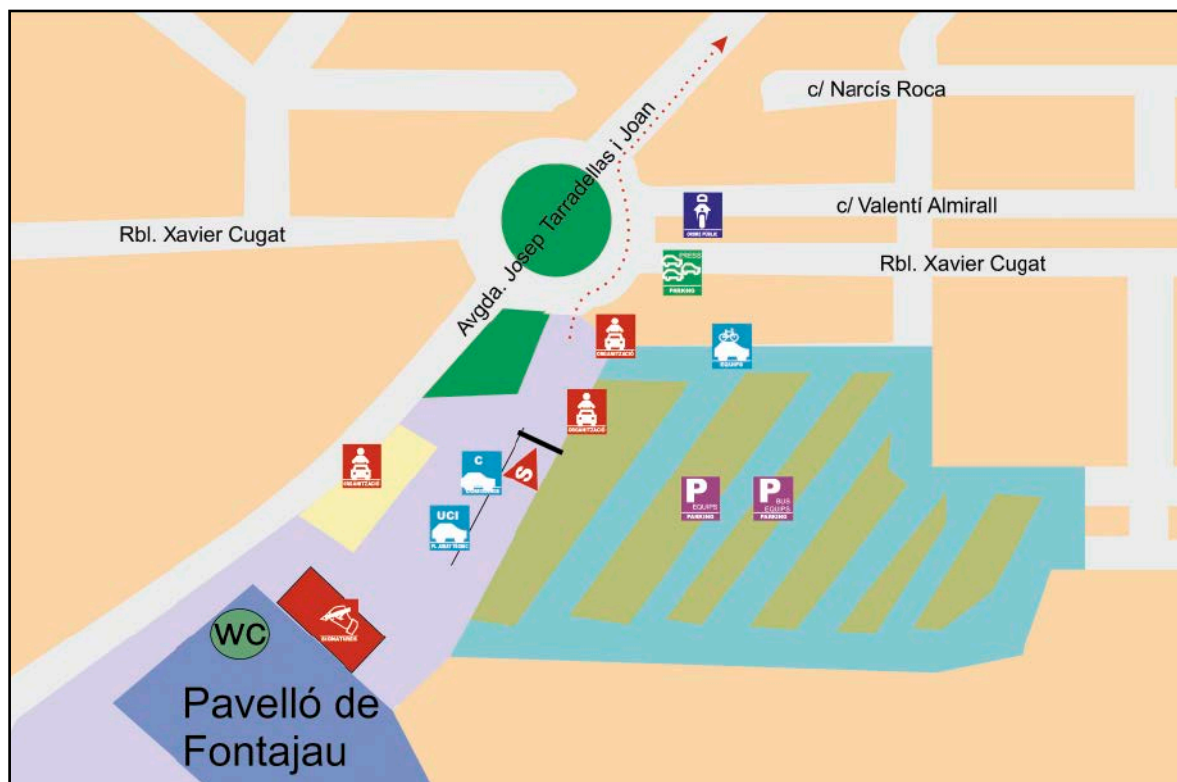 c/ Narcís Roca
Avgda. Josep Tarradellas i Joan
c/ Valentí Almirall
Rbl. Xavier Cugat
Rbl. Xavier Cugat
PRESS
PARKING
ORGANITZACIÓ
EQUIPS
ORGANITZACIÓ
ORGANITZACIÓ
C
S
UCI
P
EQUIPS
PARKING
P
BUS
EQUIPS
PARKING
SIGNATURES
WC
Pavelló de
Fontajau